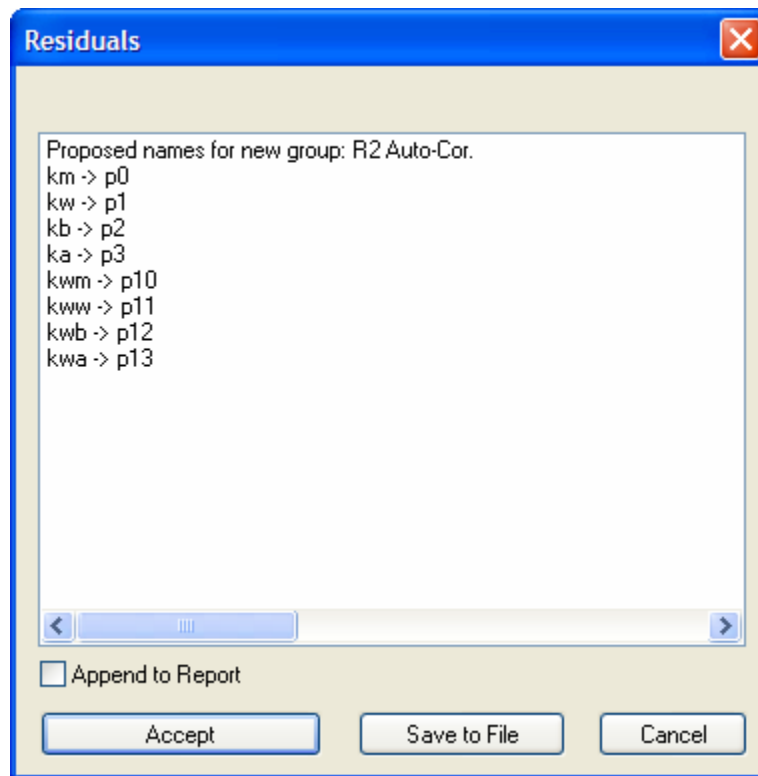 Residuals
Proposed names for new group: R2 Auto-Cor.
km -> p0
kw -> p1
kb -> p2
ka -> p3
kwm -> p10
kww -> p11
kwb -> p12
kwa -> p13
Append to Report
Accept Save to File Cancel